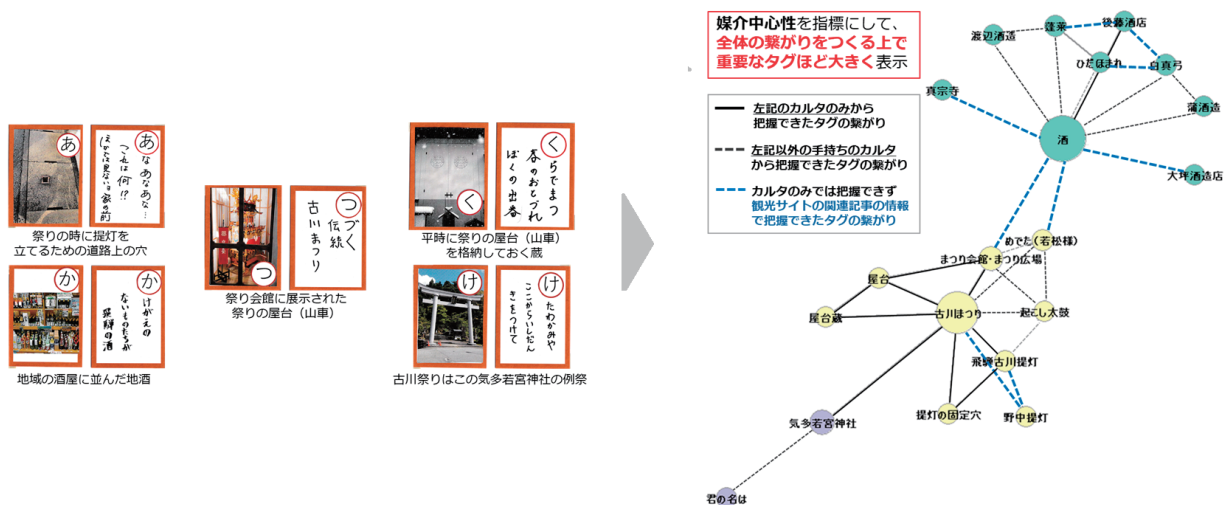 あ
あ
な あなあな…
これは何!?
ほかでは見ない家の前
祭りの時に提灯を
立てるための道路上の穴
か
か
けがえの
ないものたちが
飛騨の酒
地域の酒屋に並んだ地酒
つ
つ
づく
伝統
古川まつり
祭り会館に展示された
祭りの屋台（山車）
く
く
らでまつ
春のおとづれ
ぼくの出番
平時に祭りの屋台（山車）
を格納しておく蔵
け
け
たわかみや
ここからいしだん
きをつけて
古川祭りはこの気多若宮神社の例祭
媒介中心性を指標にして、
全体の繋がりをつくる上で
重要なタグほど大きく表示
左記のカルタのみから
把握できたタグの繋がり
左記以外の手持ちのカルタ
から把握できたタグの繋がり
カルタのみでは把握できず
観光サイトの関連記事の情報
で把握できたタグの繋がり
渡辺酒造
蓬莱
後藤酒店
ひだほまれ
白真弓
真宗寺
蒲酒造
酒
大坪酒造店
めでた（若松様）
まつり会館・まつり広場
屋台
屋台蔵
古川まつり
起こし太鼓
飛騨古川提灯
提灯の固定穴
野中提灯
気多若宮神社
君の名は